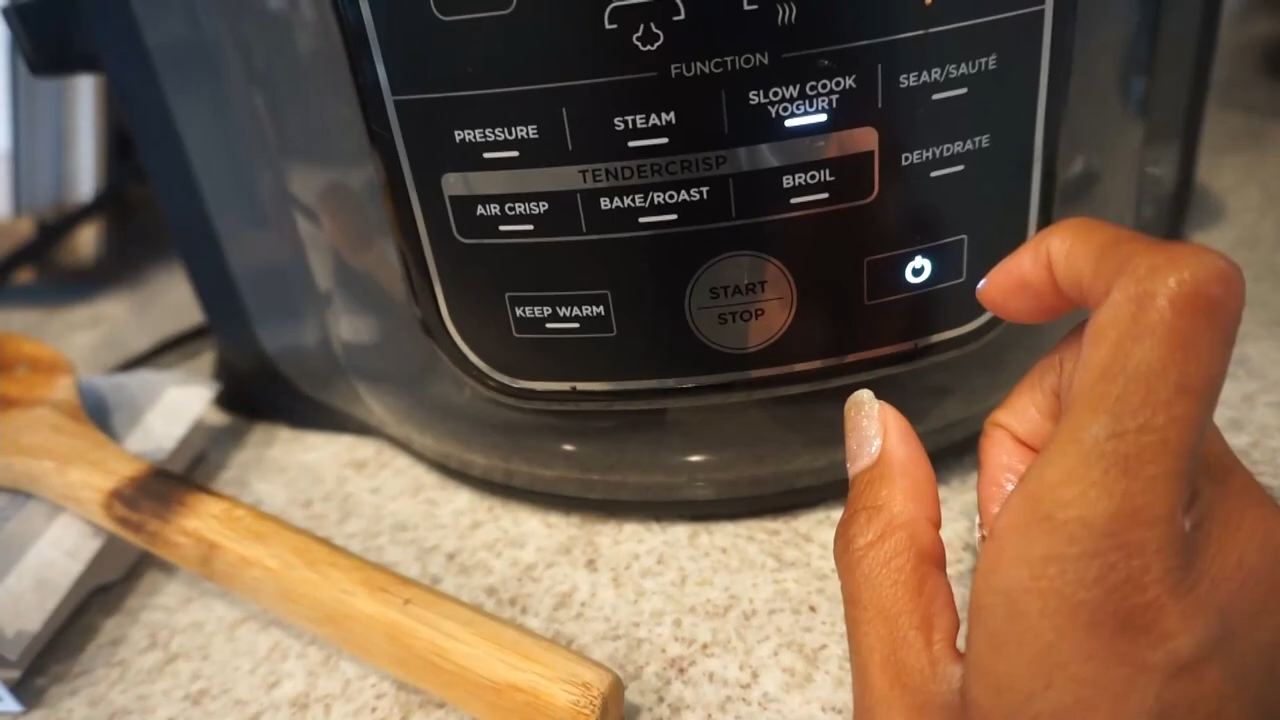 FUNCTION
PRESSURE
STEAM
SLOW COOK
YOGURT
SEAR/SAUTÉ
TENDERCRISP
DEHYDRATE
AIR CRISP
BAKE/ROAST
BROIL
KEEP WARM
START
STOP